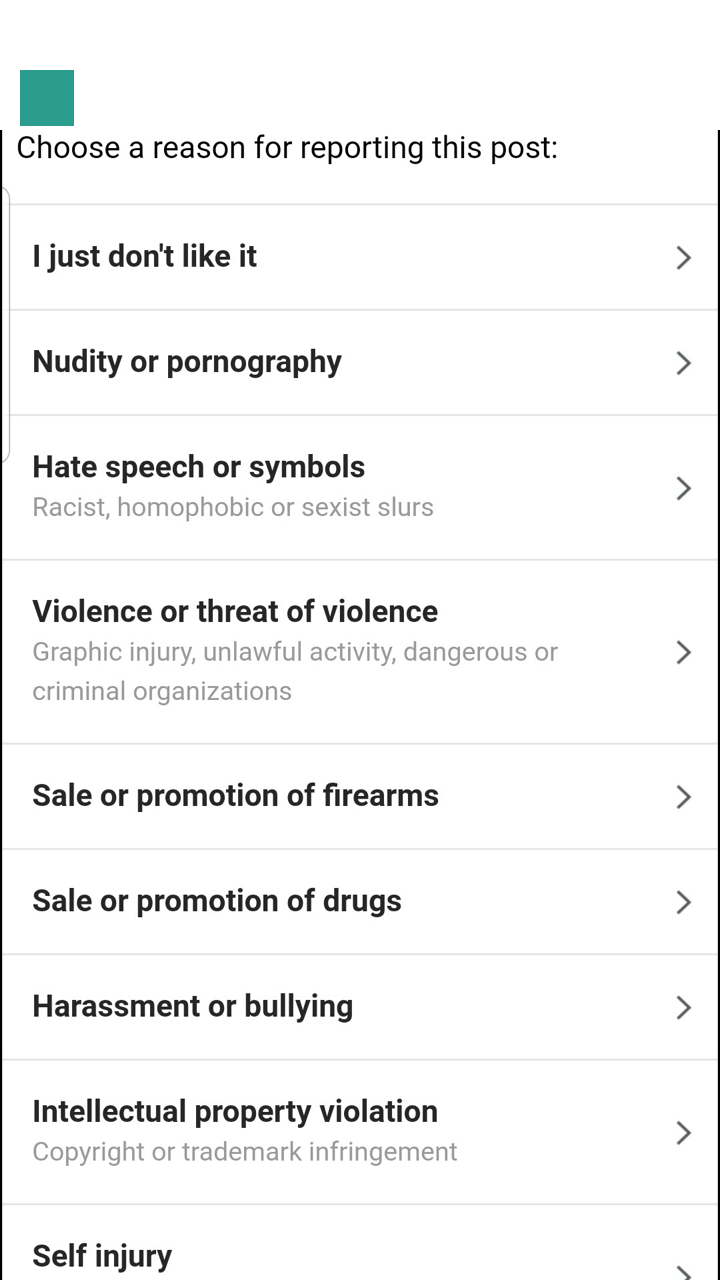 Choose a reason for reporting this post:
I just don't like it
Nudity or pornography
Hate speech or symbols
Racist, homophobic or sexist slurs
Violence or threat of violence
Graphic injury, unlawful activity, dangerous or
criminal organizations
Sale or promotion of firearms
Sale or promotion of drugs
Harassment or bullying
Intellectual property violation
Copyright or trademark infringement
Self injury